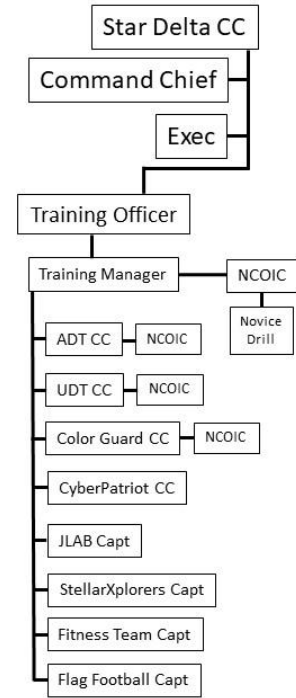 Star Delta CC
Command Chief
Exec
Training Officer
Training Manager
NCOIC
Novice
Drill
ADT CC
NCOIC
UDT CC
NCOIC
Color Guard CC
NCOIC
CyberPatriot CC
JLAB Capt
StellarXplorers Capt
Fitness Team Capt
Flag Football Capt